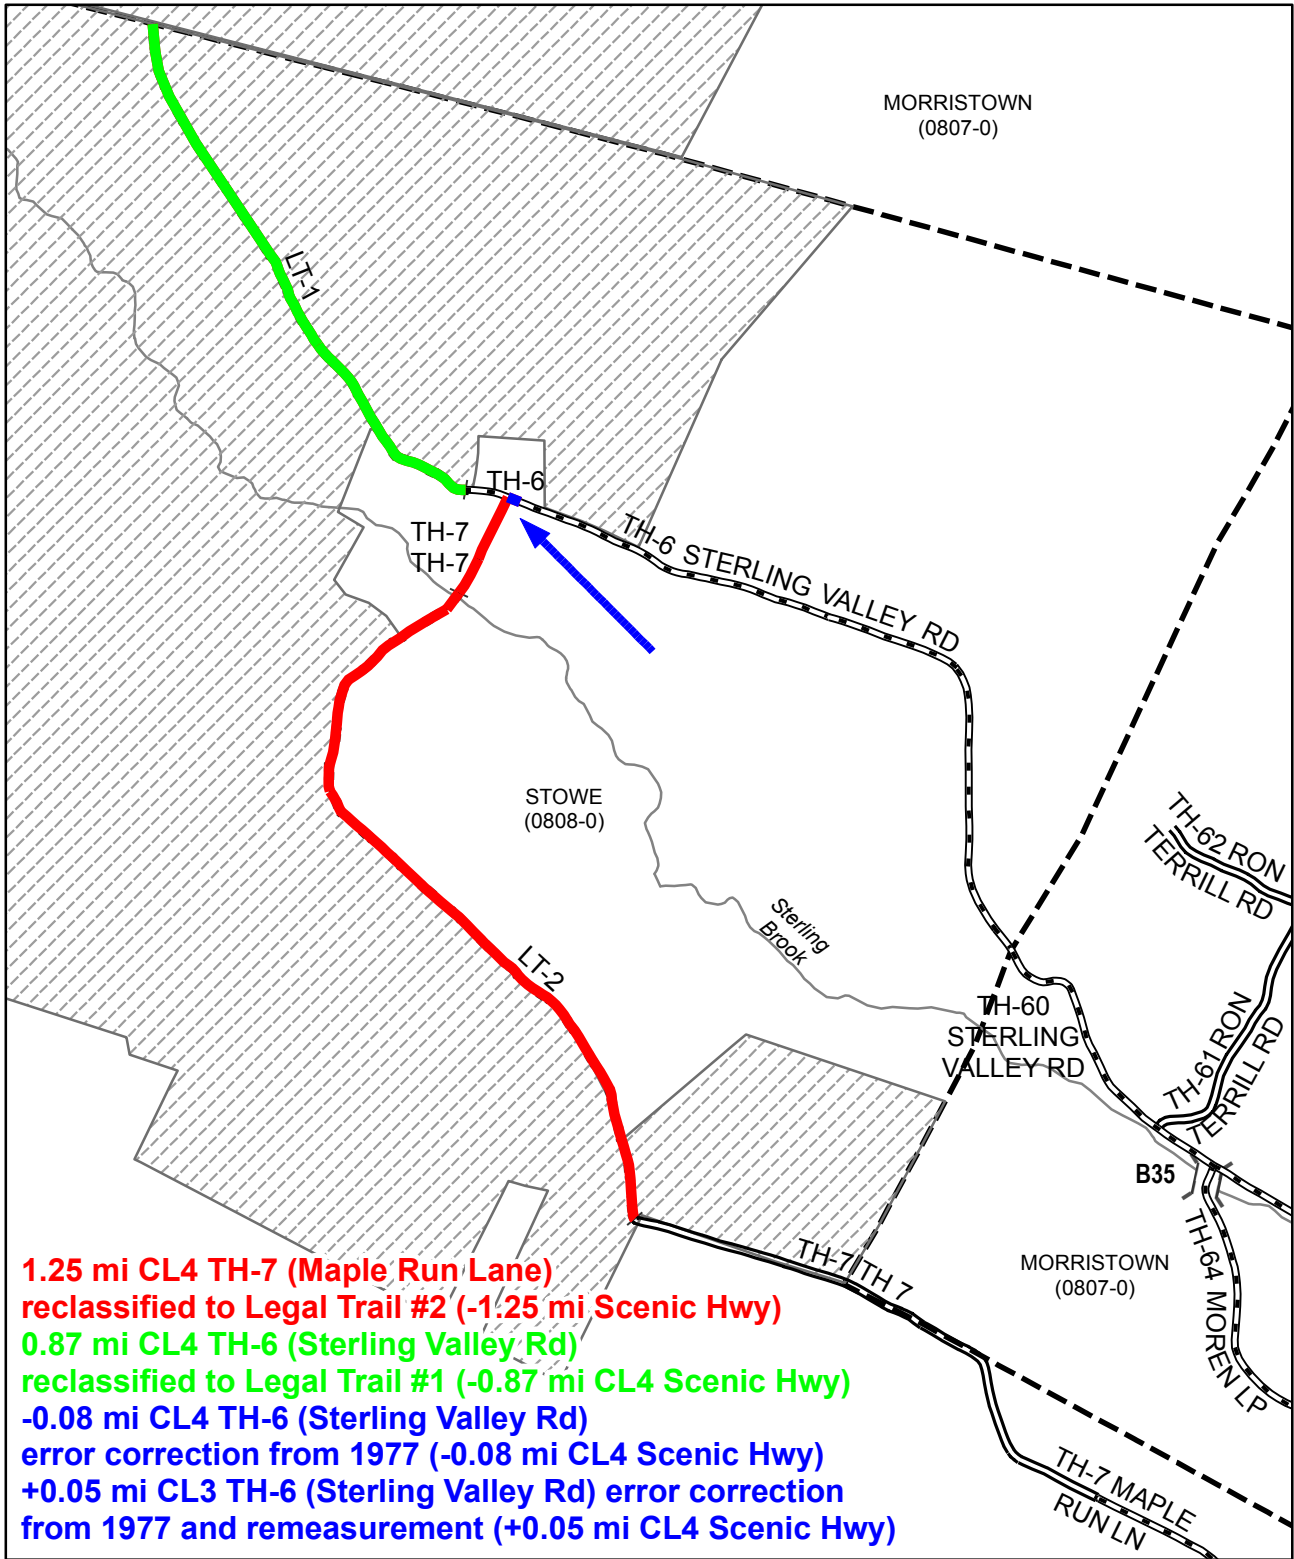 MORRISTOWN
(0807-0)
LT-1
TH-6
TH-7
TH-7
TH-6 STERLING VALLEY RD
STOWE
(0808-0)
TH-62 RON
TERRILL RD
Sterling
Brook
LT-2
TH-60
STERLING
VALLEY RD
TH-61 RON
TERRILL RD
B35
TH-64 MOREN LP
MORRISTOWN
(0807-0)
TH-7
TH 7
TH-7 MAPLE
RUN LN
1.25 mi CL4 TH-7 (Maple Run Lane)
reclassified to Legal Trail #2 (-1.25 mi Scenic Hwy)
0.87 mi CL4 TH-6 (Sterling Valley Rd)
reclassified to Legal Trail #1 (-0.87 mi CL4 Scenic Hwy)
-0.08 mi CL4 TH-6 (Sterling Valley Rd)
error correction from 1977 (-0.08 mi CL4 Scenic Hwy)
+0.05 mi CL3 TH-6 (Sterling Valley Rd) error correction
from 1977 and remeasurement (+0.05 mi CL4 Scenic Hwy)